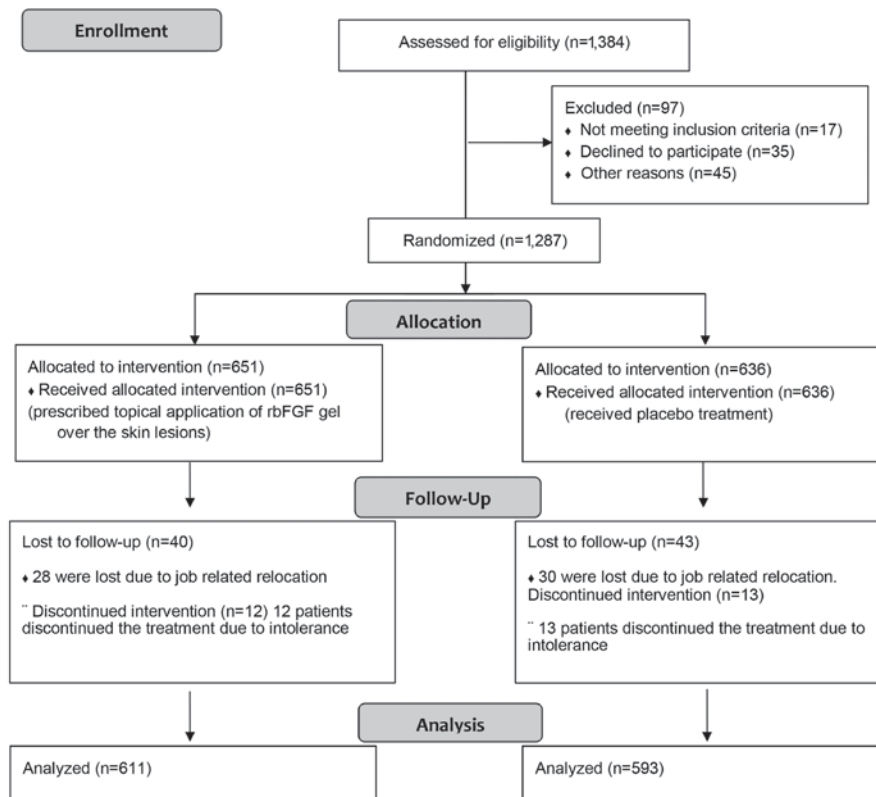 Enrollment
Assessed for eligibility (n=1,384)
Excluded (n=97)
♦ Not meeting inclusion criteria (n=17)
♦ Declined to participate (n=35)
♦ Other reasons (n=45)
Randomized (n=1,287)
Allocation
Allocated to intervention (n=651)
♦ Received allocated intervention (n=651)
(prescribed topical application of rbFGF gel
over the skin lesions)
Allocated to intervention (n=636)
♦ Received allocated intervention (n=636)
(received placebo treatment)
Follow-Up
Lost to follow-up (n=40)
♦ 28 were lost due to job related relocation
¨ Discontinued intervention (n=12) 12 patients
discontinued the treatment due to intolerance
Lost to follow-up (n=43)
♦ 30 were lost due to job related relocation.
Discontinued intervention (n=13)
¨ 13 patients discontinued the treatment due to
intolerance
Analysis
Analyzed (n=611)
Analyzed (n=593)